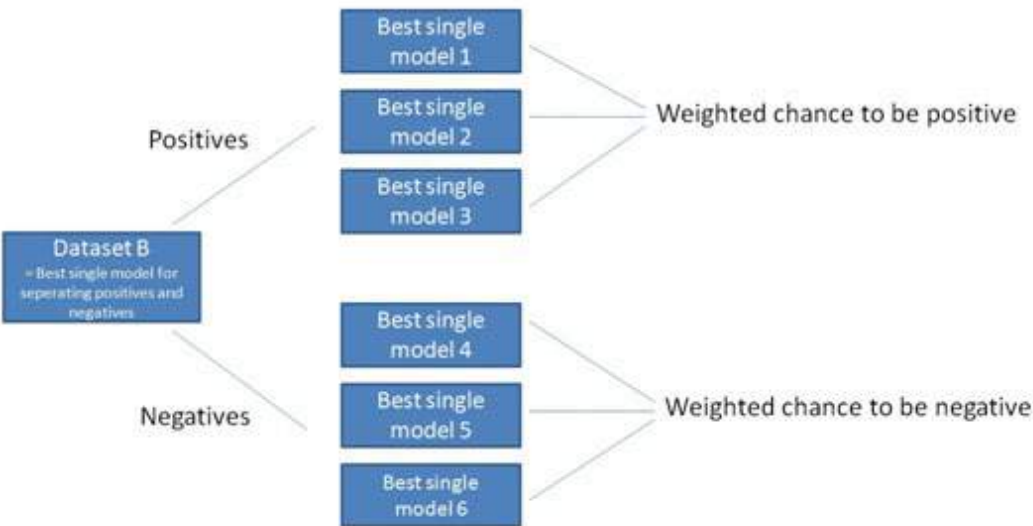 Best single
model 1
Best single
model 2
Best single
model 3
Positives
Weighted chance to be positive
Dataset B
= Best single model for
seperating positives and
negatives
Negatives
Best single
model 4
Best single
model 5
Best single
model 6
Weighted chance to be negative